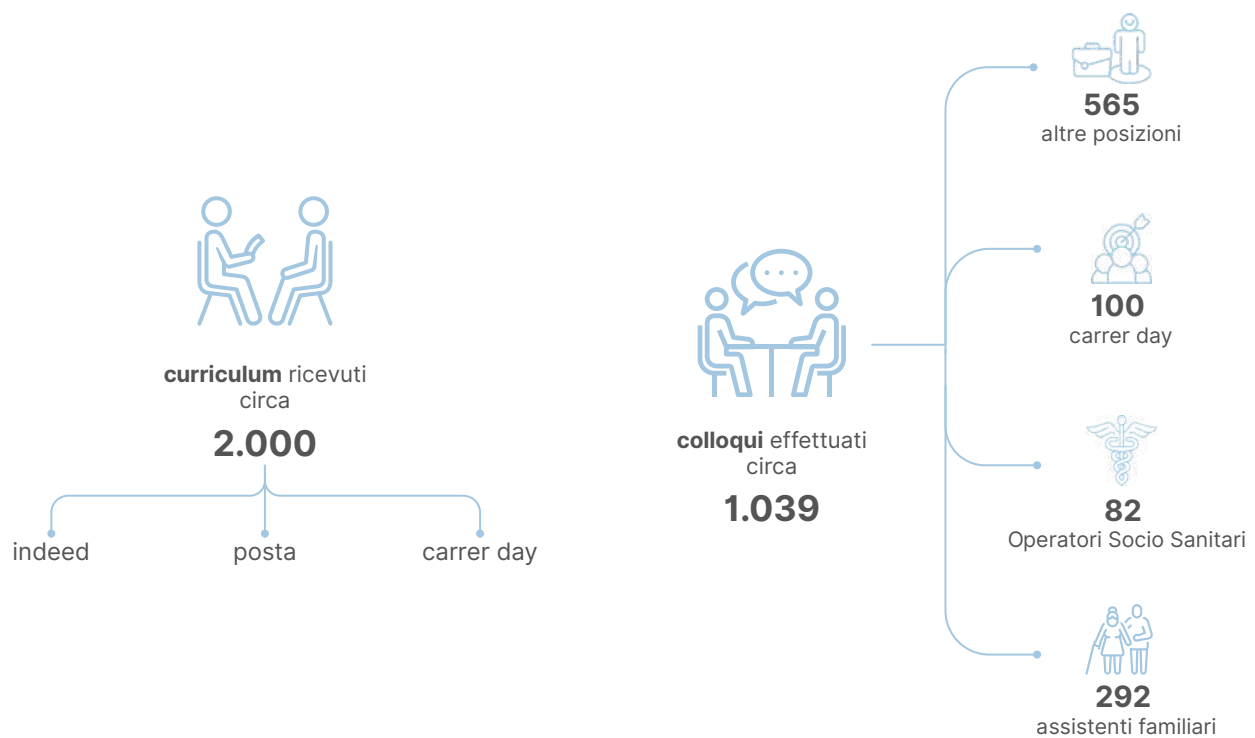 curriculum ricevuti
circa
2.000
indeed
posta
carrer day
colloqui effettuati
circa
1.039
565
altre posizioni
100
carrer day
82
Operatori Socio Sanitari
292
assistenti familiari